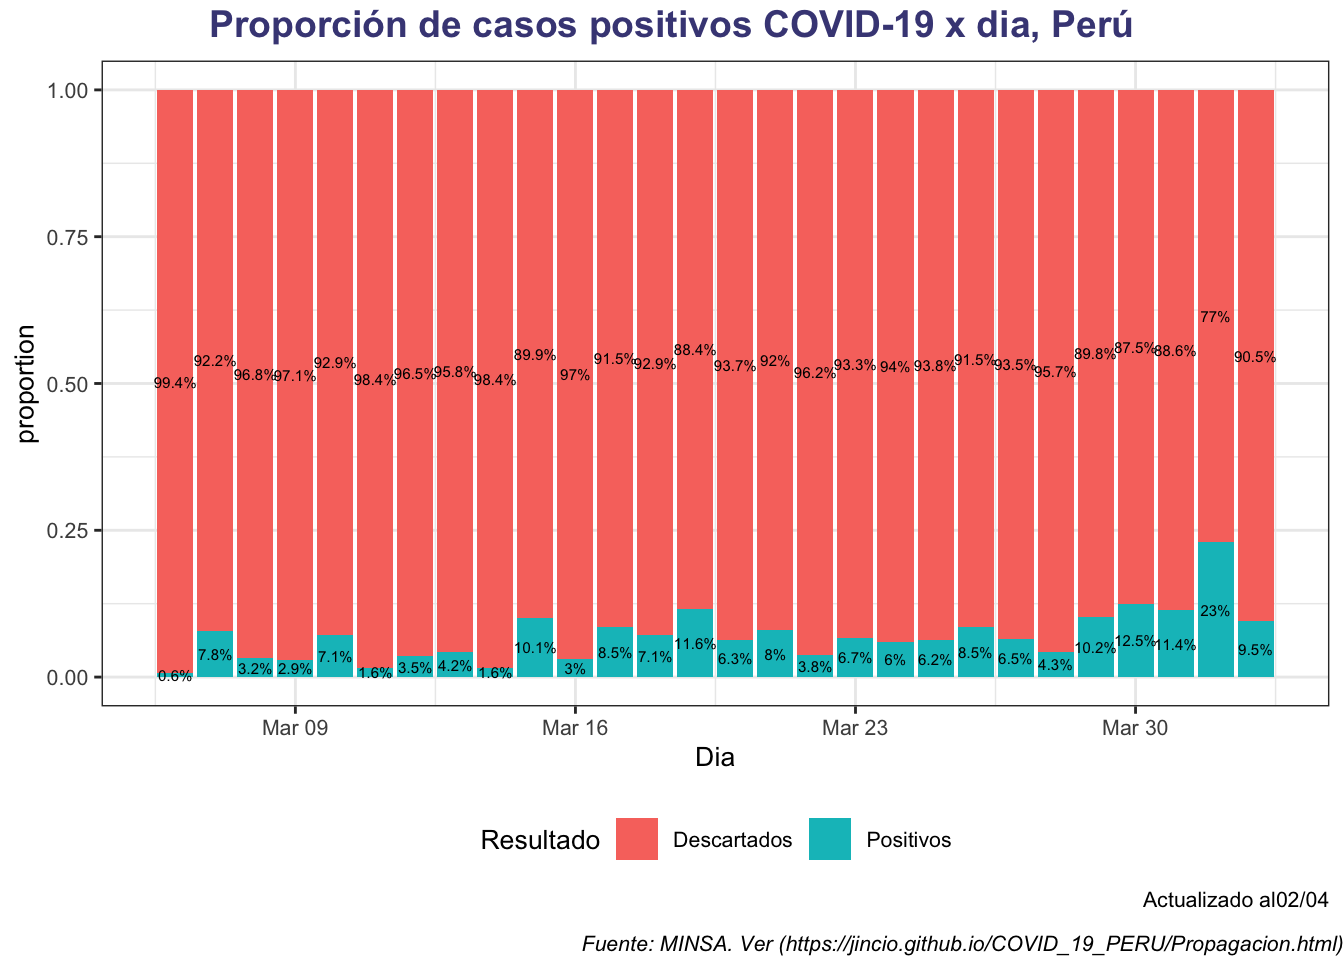 Proporción de casos positivos COVID-19 x dia, Perú
1.00
0.75
0.50
0.25
0.00
proportion
99.4% 92.2% 96.8% 97.1% 92.9% 98.4% 96.5% 95.8% 98.4% 89.9% 97% 91.5% 92.9% 88.4% 93.7% 92% 96.2% 93.3% 94% 93.8% 91.5% 93.5% 95.7% 89.8% 87.5% 88.6% 77% 90.5%
0.6% 7.8% 3.2% 2.9% 7.1% 1.6% 3.5% 4.2% 1.6% 10.1% 3% 8.5% 7.1% 11.6% 6.3% 8% 3.8% 6.7% 6% 6.2% 8.5% 6.5% 4.3% 10.2% 12.5% 11.4% 23% 9.5%
Mar 09 Mar 16 Mar 23 Mar 30
Dia
Resultado Descartados Positivos
Actualizado al02/04
Fuente: MINSA. Ver (https://jincio.github.io/COVID_19_PERU/Propagacion.html)